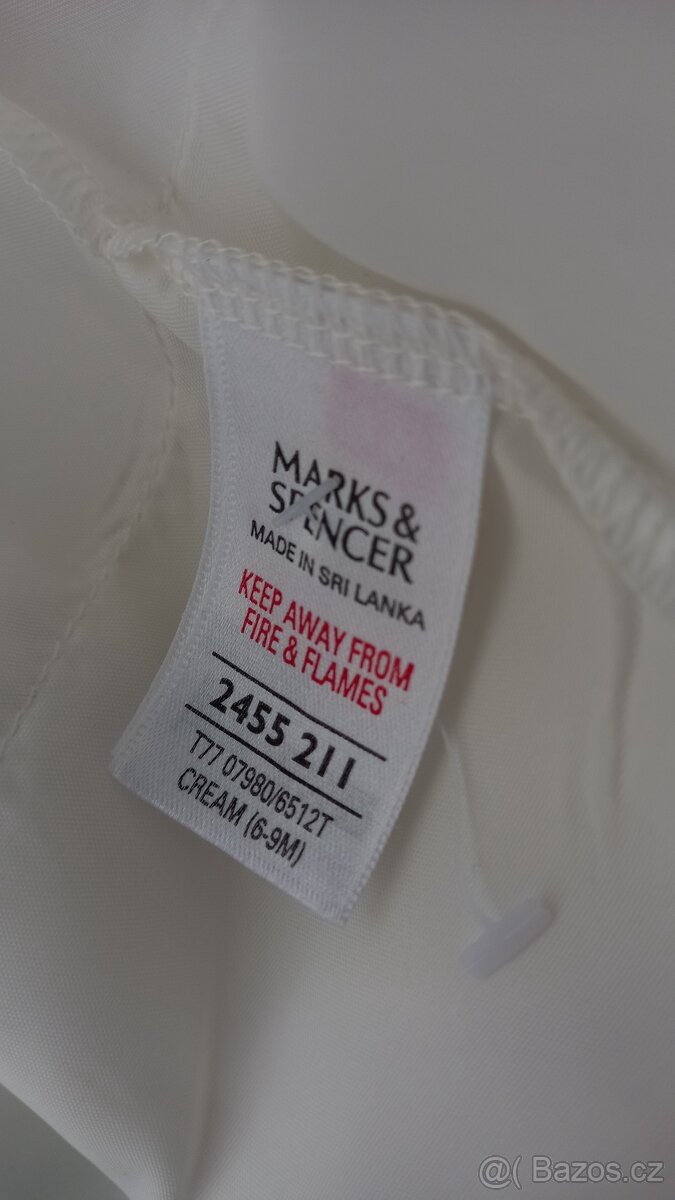 MARKS &
SPENCER
MADE IN SRI LANKA
KEEP AWAY FROM
FIRE & FLAMES
2455 211
T77 07980/6512T
CREAM (6-9M)
@( Bazos.cz